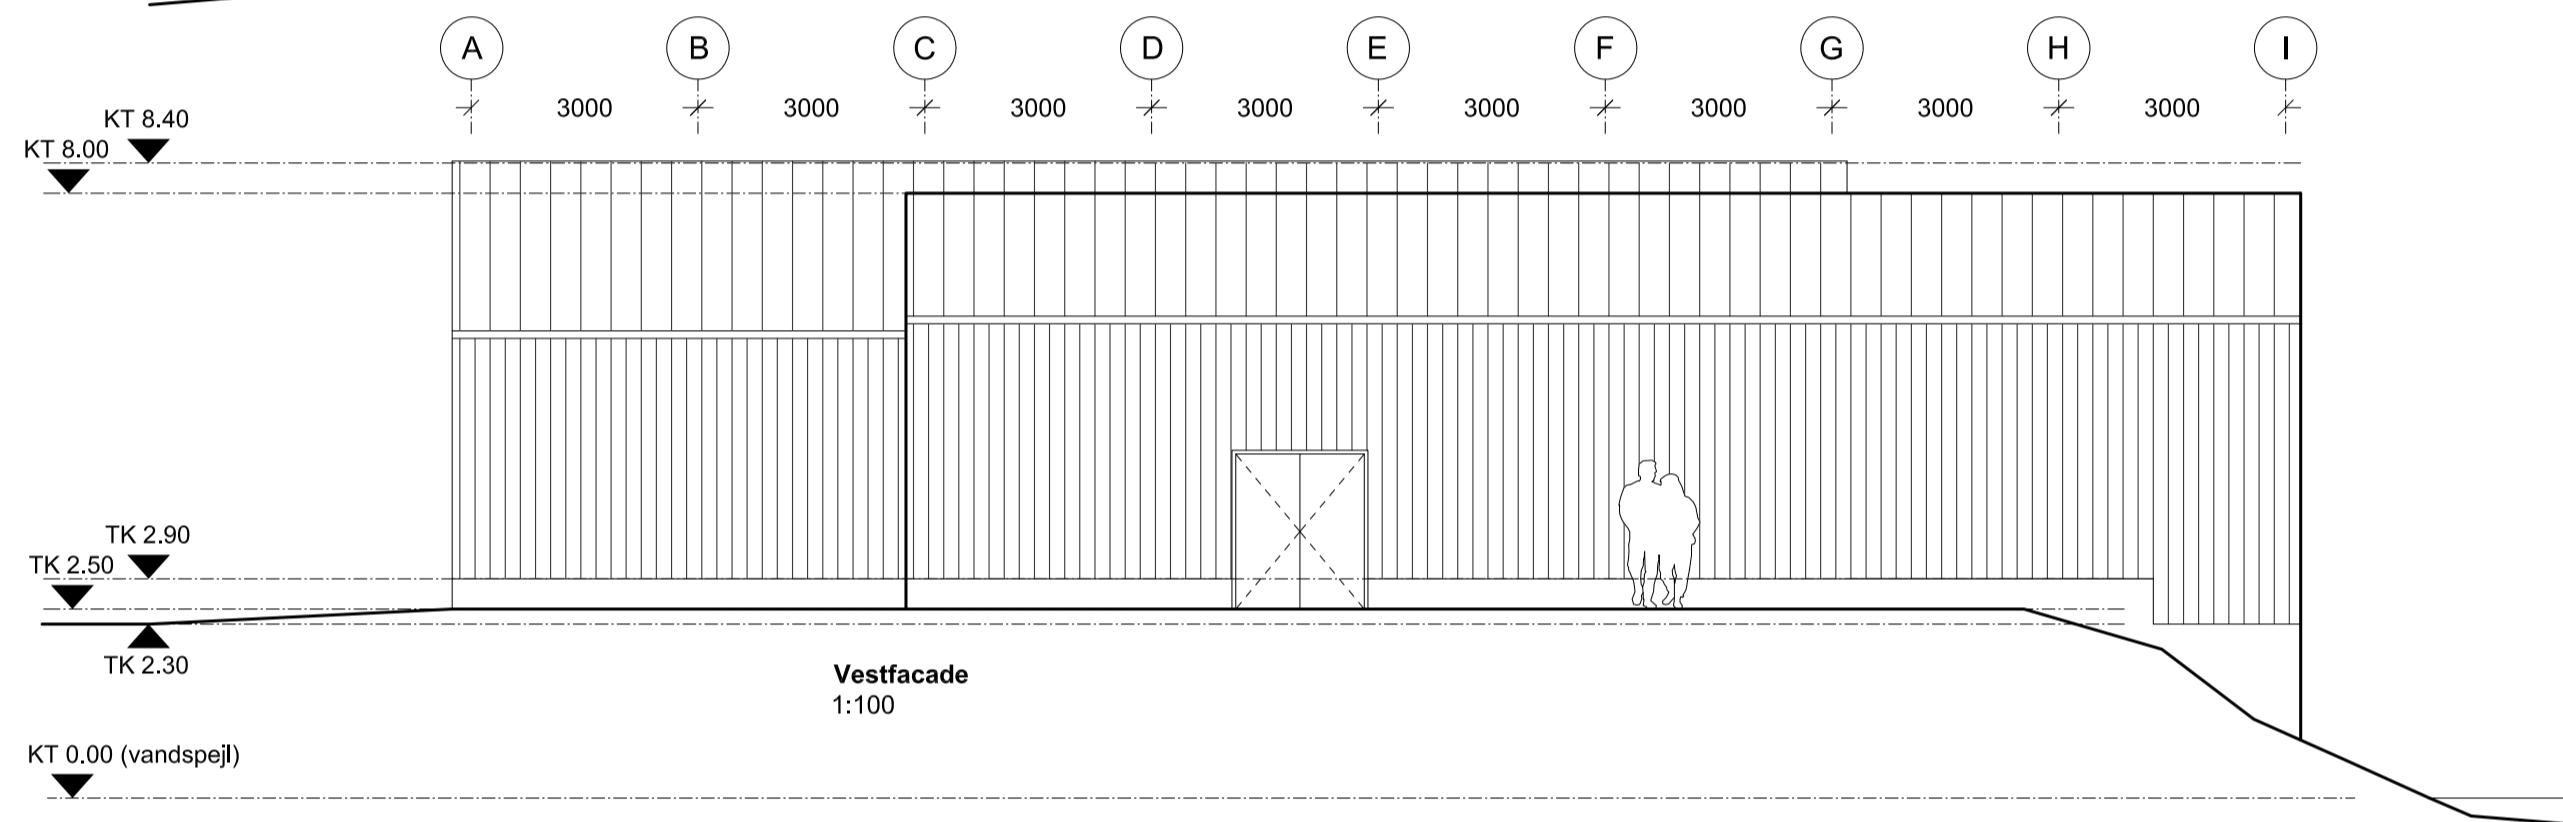 A B C D E F G H I
3000 3000 3000 3000 3000 3000 3000 3000
KT 8.40
KT 8.00
TK 2.90
TK 2.50
TK 2.30
Vestfacade
1:100
KT 0.00 (vandspejl)